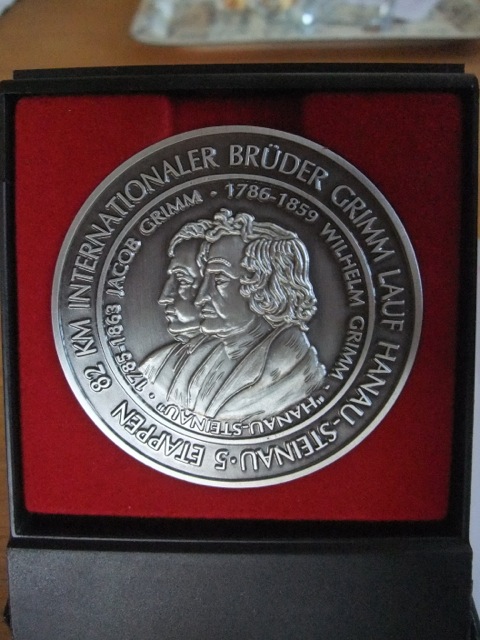 82 KM INTERNATIONALER BRÜDER GRIMM LAUF HANAU-STEINAU · 5 ETAPPEN
1785-1863 JACOB GRIMM · 1786-1859 WILHELM GRIMM · "HANAU-STEINAU" ·